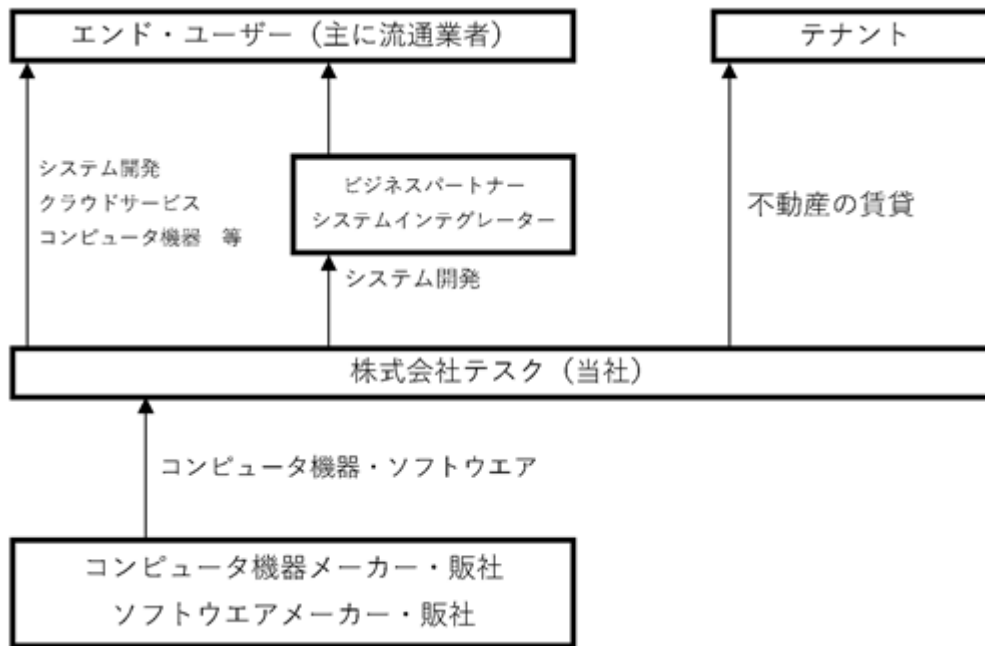 エンド・ユーザー（主に流通業者）
テナント
システム開発
クラウドサービス
コンピュータ機器　等
ビジネスパートナー
システムインテグレーター
システム開発
不動産の賃貸
株式会社テスク（当社）
コンピュータ機器・ソフトウエア
コンピュータ機器メーカー・販社
ソフトウエアメーカー・販社